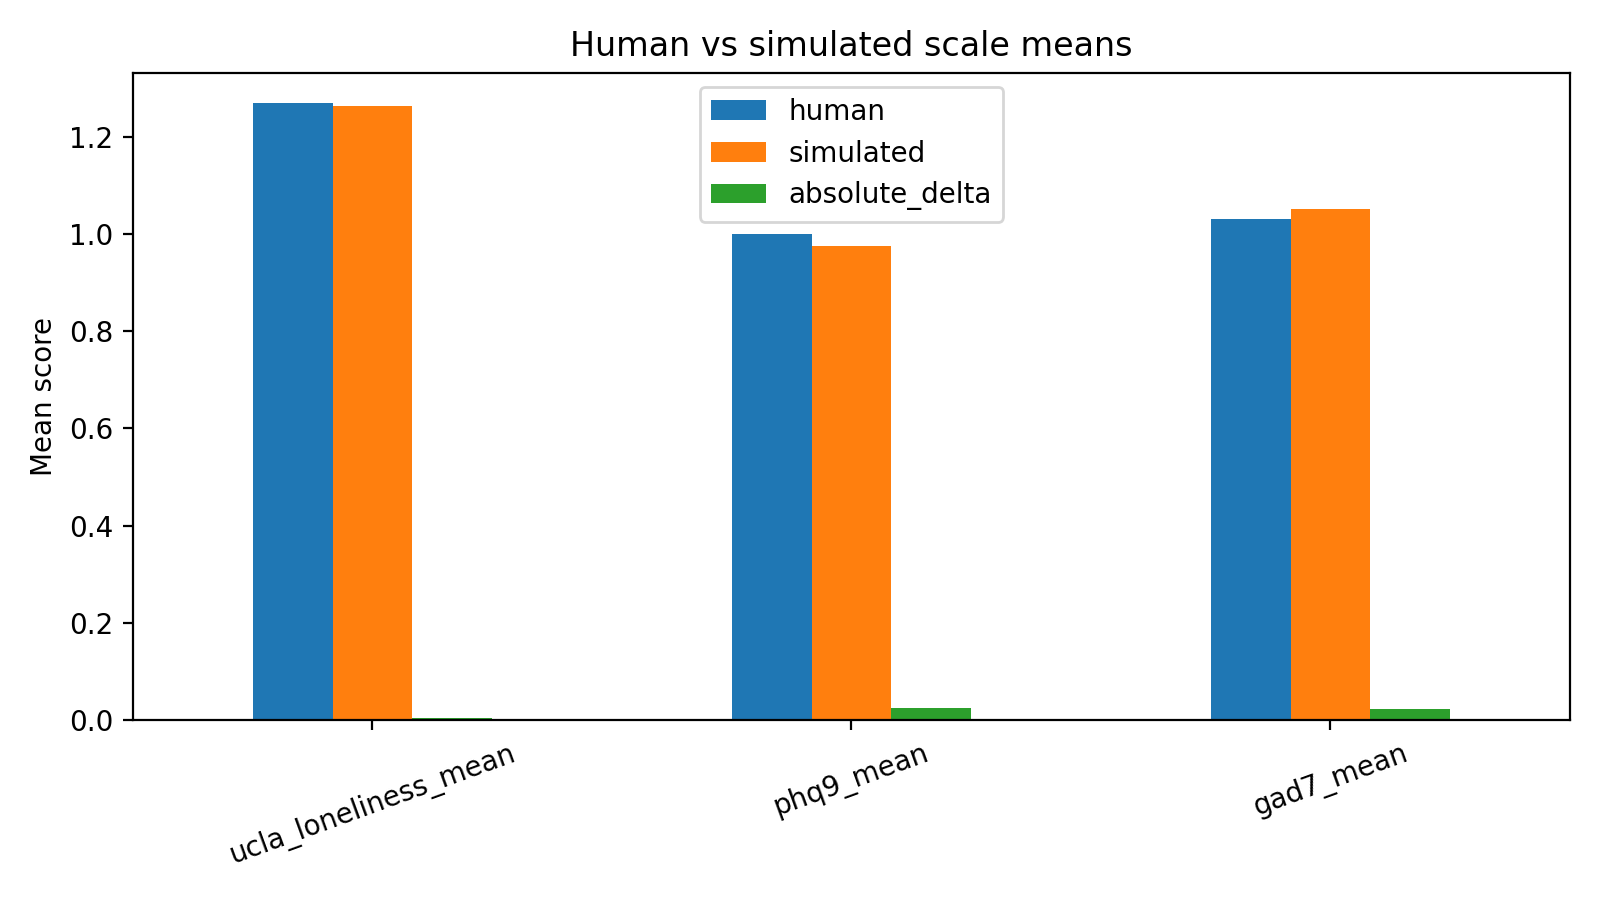 Human vs simulated scale means
human
simulated
absolute_delta
Mean score
1.2
1.0
0.8
0.6
0.4
0.2
0.0
ucla_loneliness_mean
phq9_mean
gad7_mean